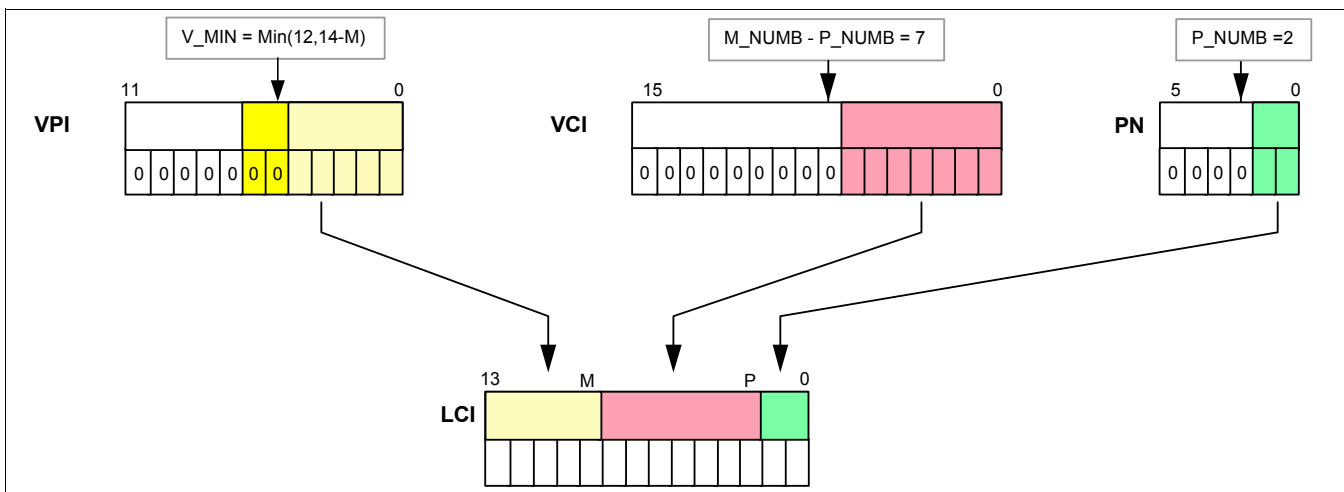 V_MIN = Min(12,14-M)
M_NUMB - P_NUMB = 7
P_NUMB =2
11 0
15 0
5 0
VPI
VCI
PN
0 0 0 0 0 0 0
0 0 0 0 0 0 0 0 0
0 0 0 0
13 M P 0
LCI